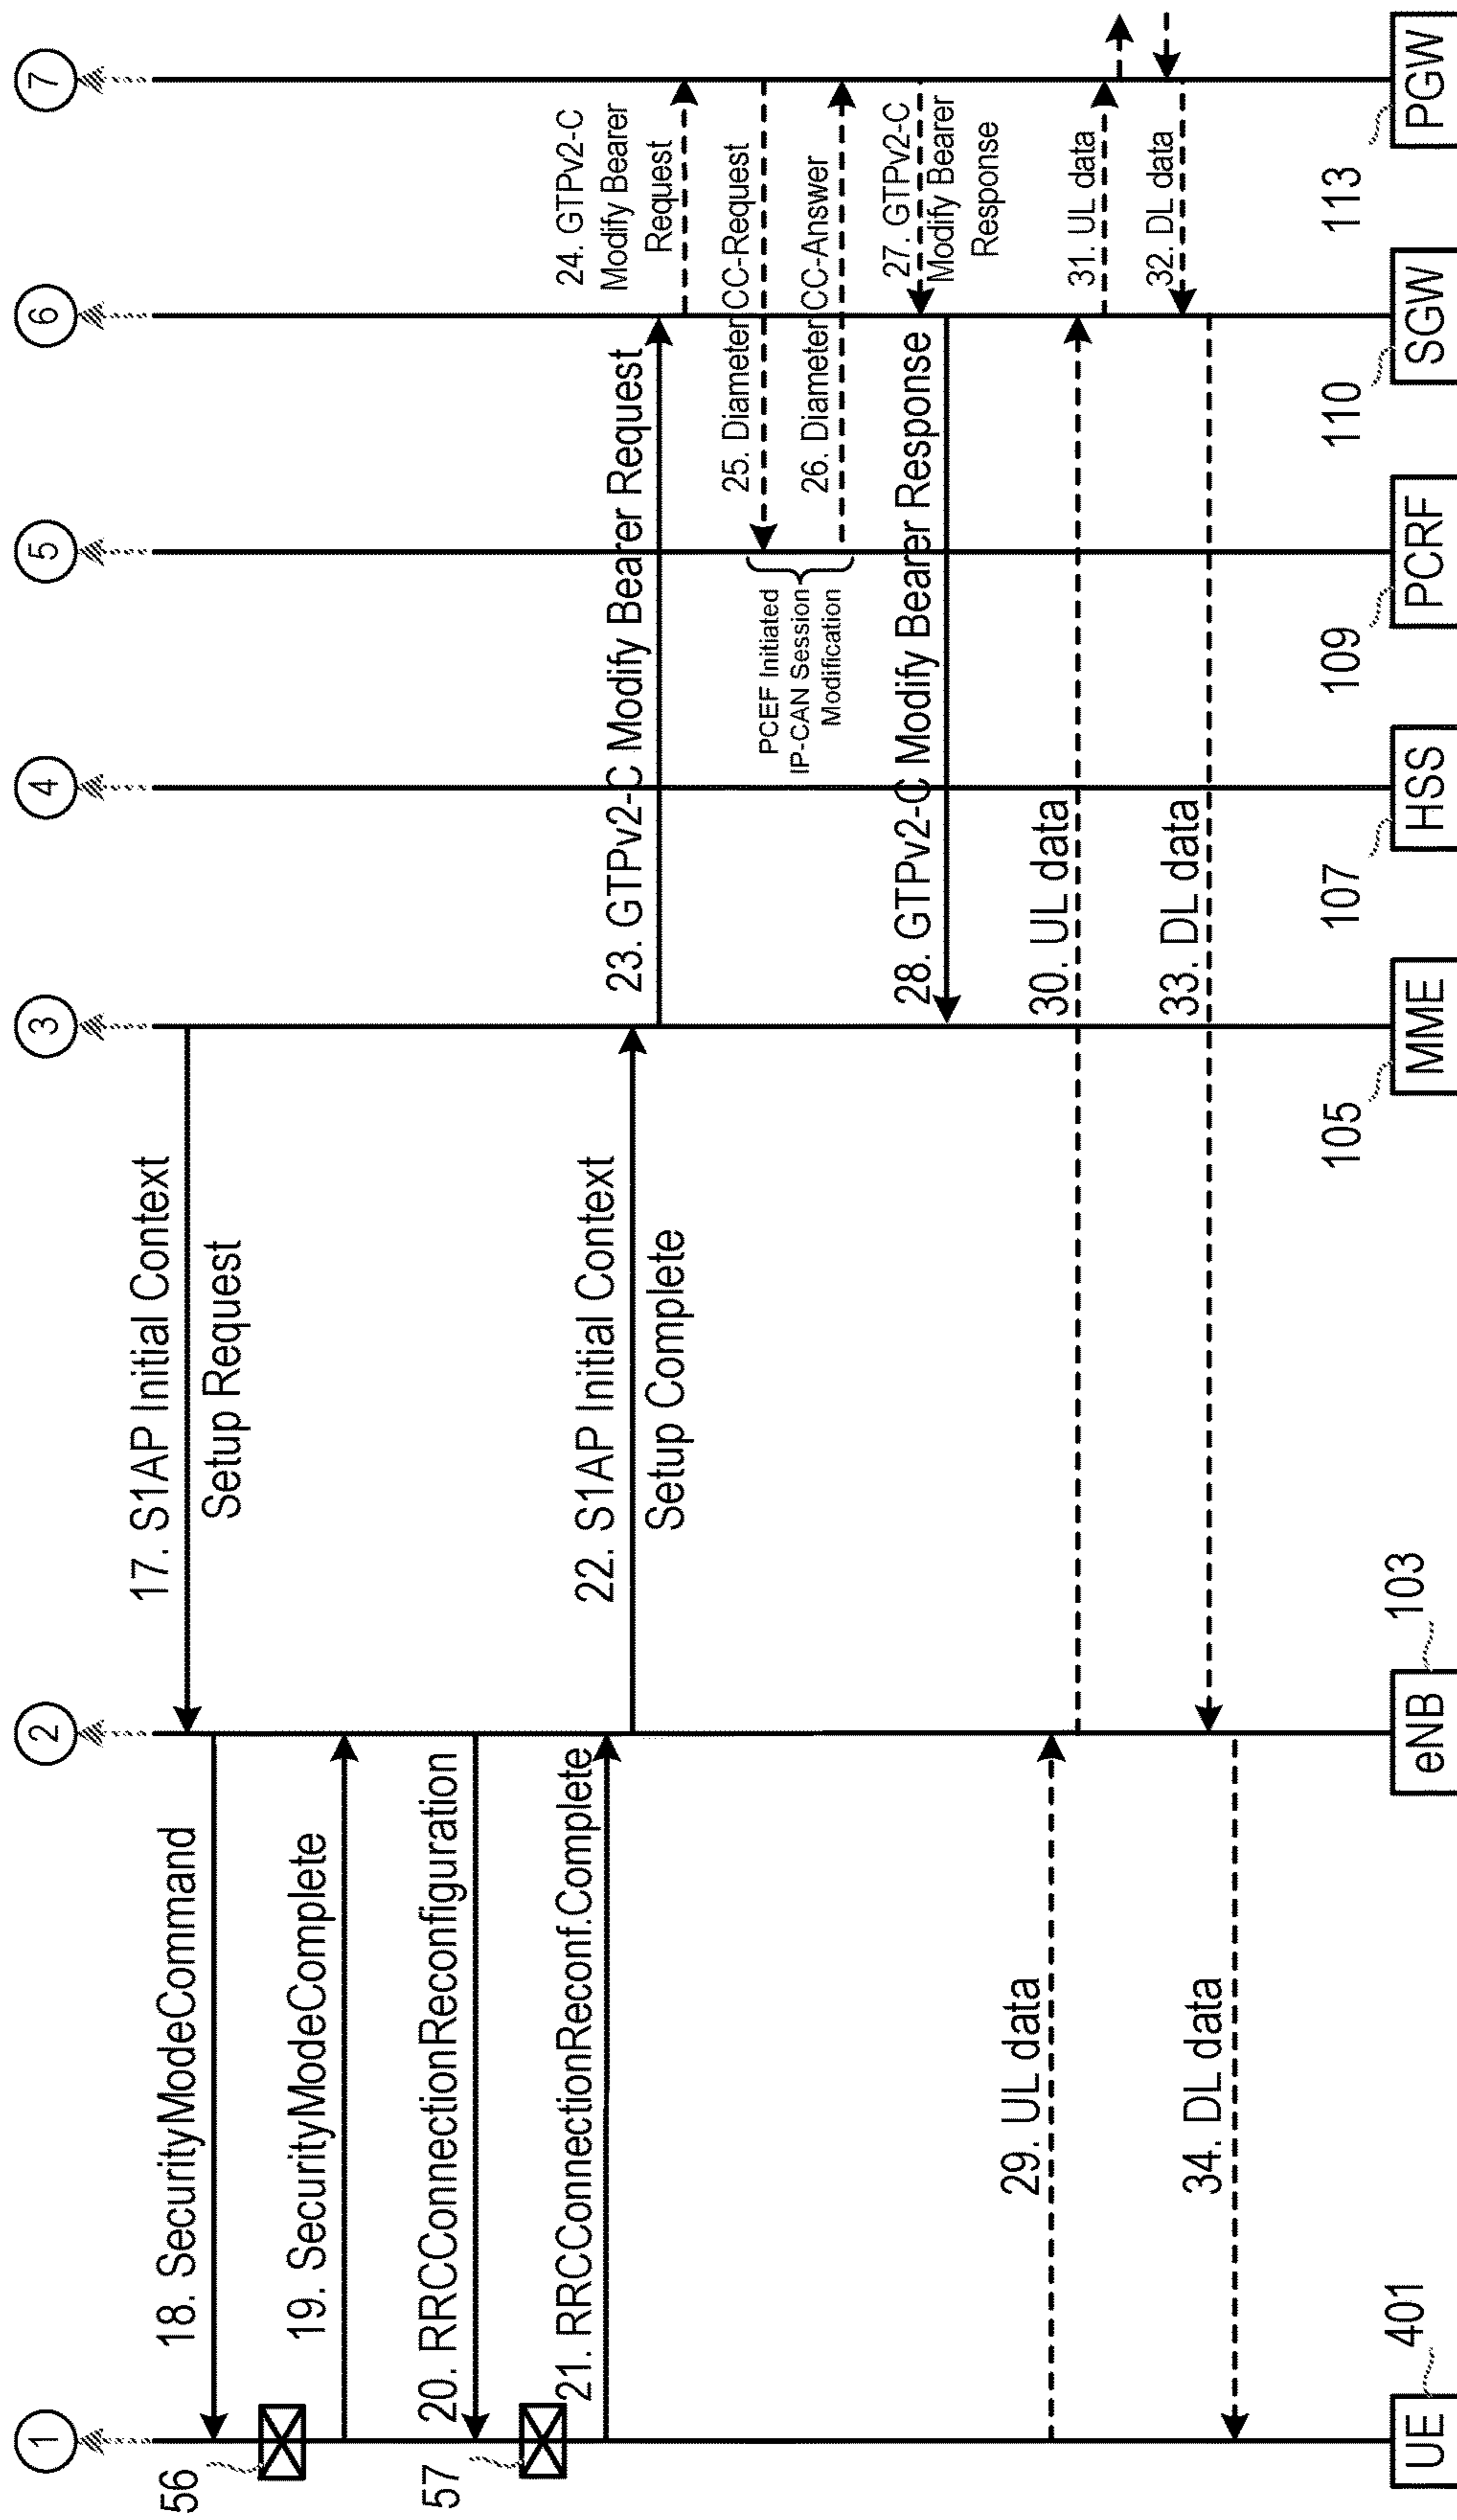 1
2
3
4
5
6
7
17. S1AP Initial Context
Setup Request
18. SecurityModeCommand
56
19. SecurityModeComplete
20. RRCConnectionReconfiguration
57
21. RRCConnectionReconf.Complete
22. S1AP Initial Context
Setup Complete
23. GTPv2-C Modify Bearer Request
24. GTPv2-C
Modify Bearer
Request
25. Diameter CC-Request
26. Diameter CC-Answer
PCEF Initiated
IP-CAN Session
Modification
27. GTPv2-C
Modify Bearer
Response
28. GTPv2-C Modify Bearer Response
29. UL data
30. UL data
31. UL data
32. DL data
33. DL data
34. DL data
UE
401
eNB
103
MME
105
HSS
107
PCRF
109
SGW
110
PGW
113